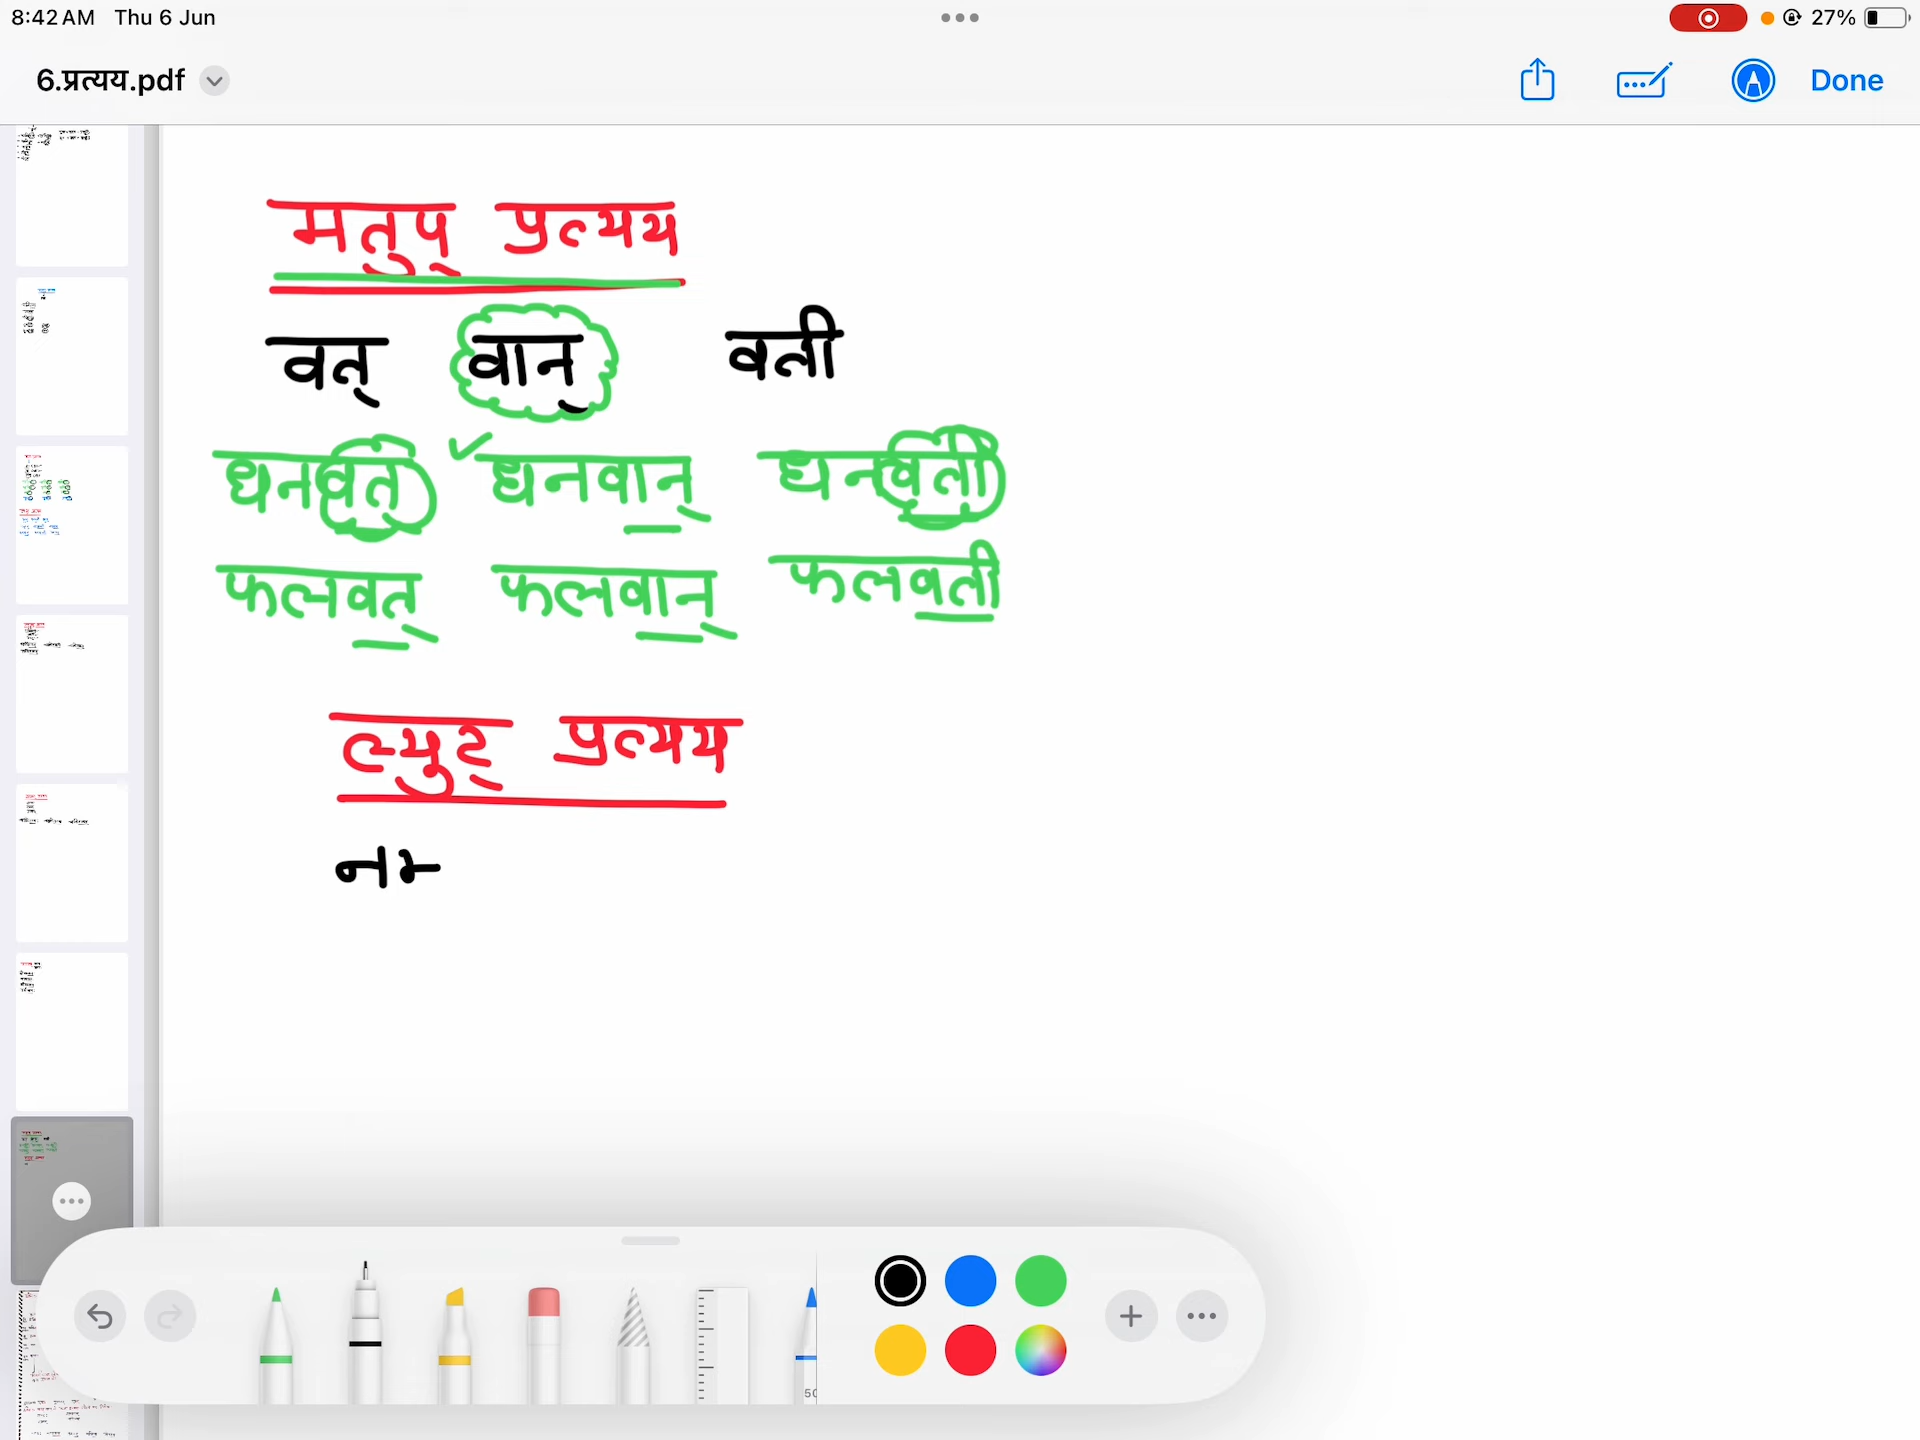 8:42 AM Thu 6 Jun
27%
6.प्रत्यय.pdf
Done
मतुप् प्रत्यय
वत् वान् वती
धनवत् धनवान् धनवती
फलवत् फलवान् फलवती
ल्युट् प्रत्यय